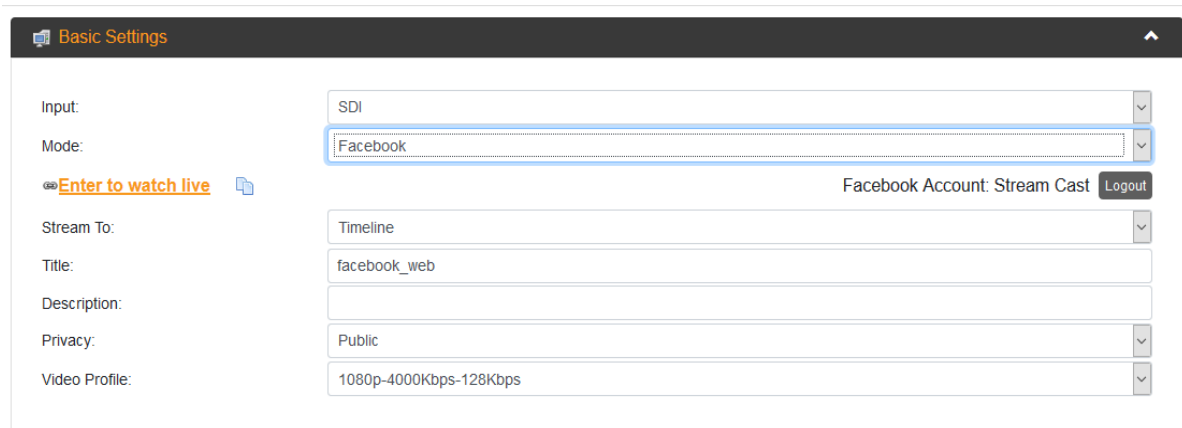 Basic Settings
Input: SDI
Mode: Facebook
Enter to watch live Facebook Account: Stream Cast Logout
Stream To: Timeline
Title: facebook_web
Description:
Privacy: Public
Video Profile: 1080p-4000Kbps-128Kbps